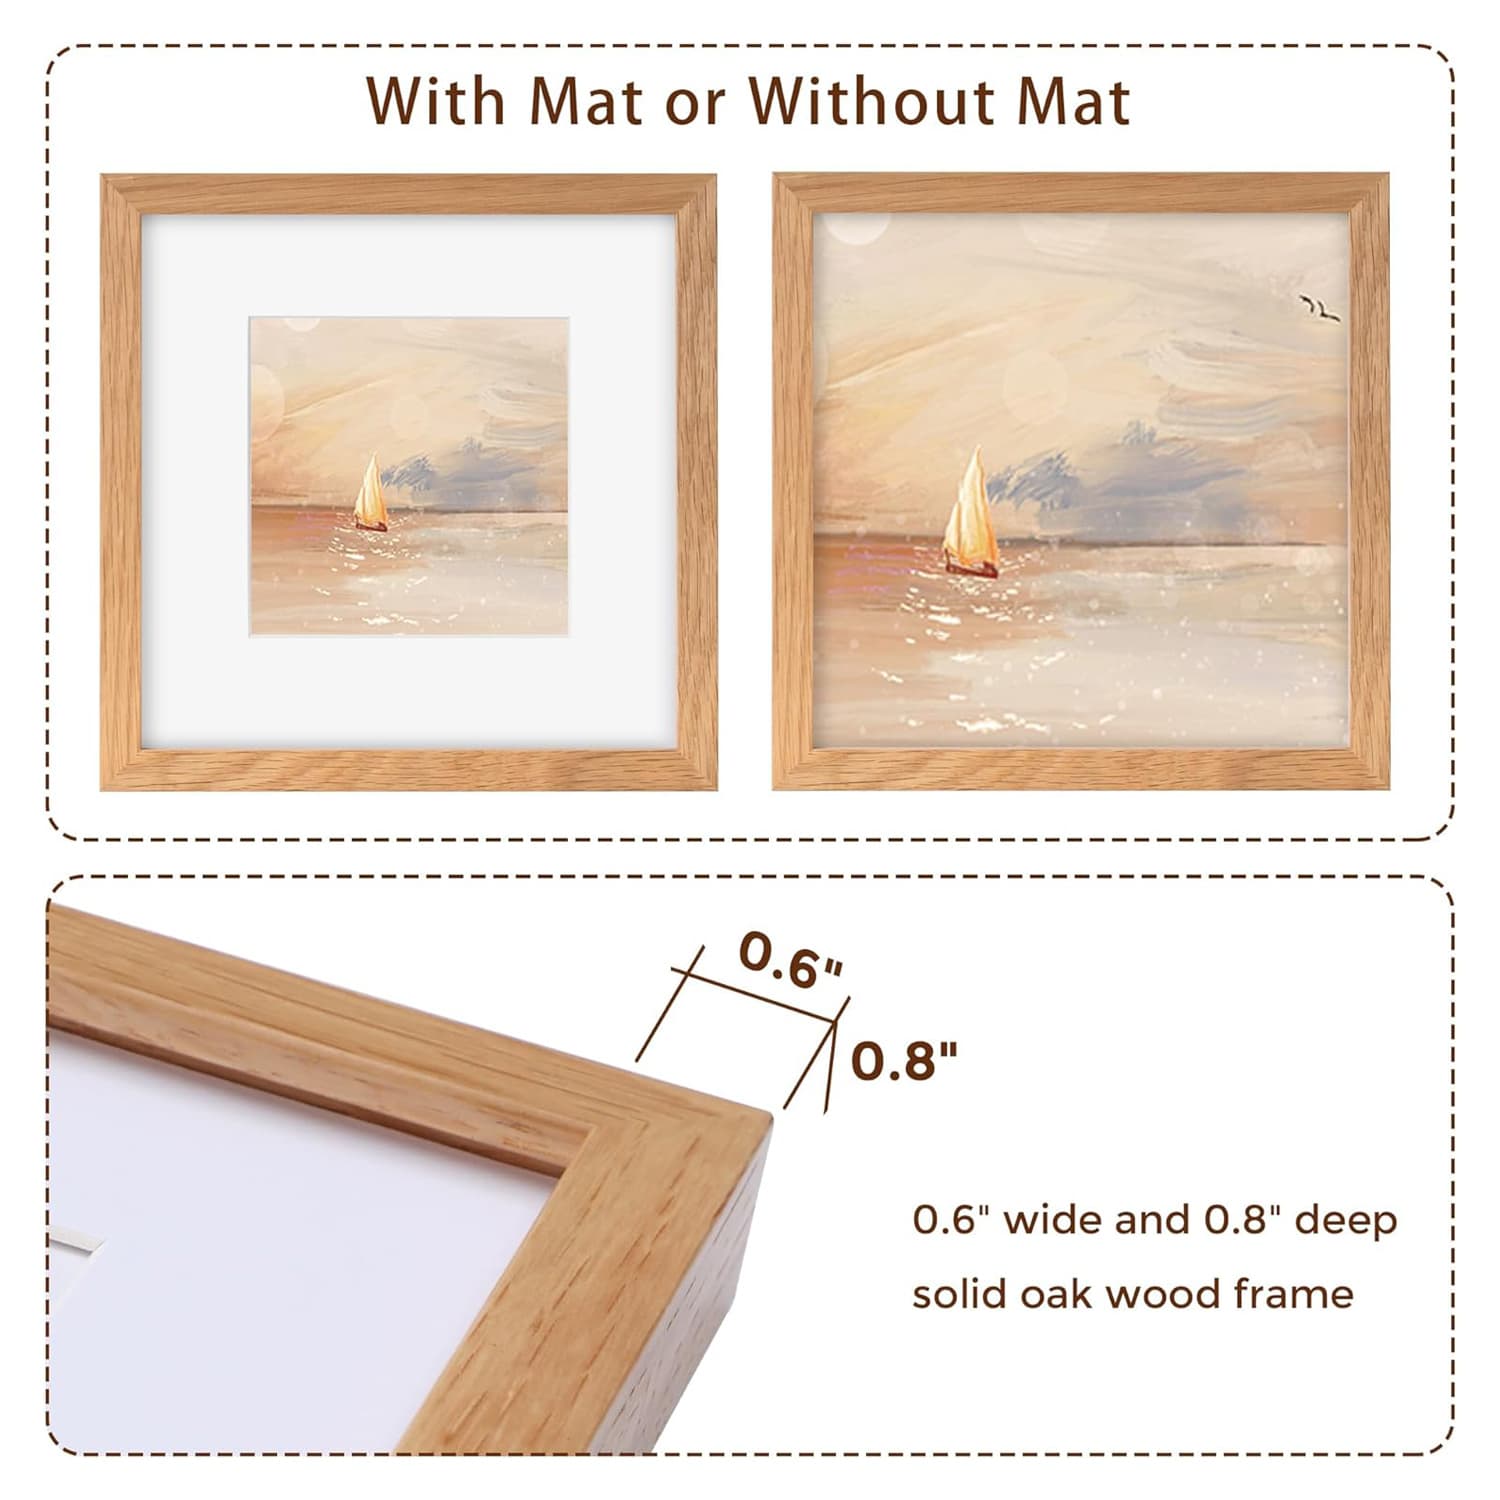 With Mat or Without Mat
0.6"
0.8"
0.6" wide and 0.8" deep
solid oak wood frame